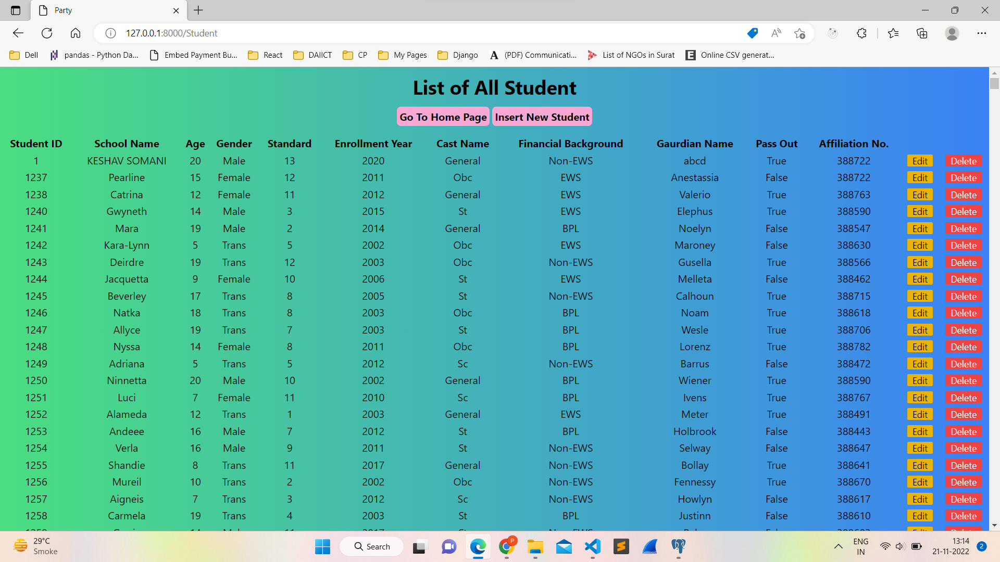 Party
127.0.0.1:8000/Student
Dell pandas - Python Da... Embed Payment Bu... React DAIICT CP My Pages Django (PDF) Communicati... List of NGOs in Surat Online CSV generat...
List of All Student
Go To Home Page Insert New Student
Student ID School Name Age Gender Standard Enrollment Year Cast Name Financial Background Gaurdian Name Pass Out Affiliation No.
1 KESHAV SOMANI 20 Male 13 2020 General Non-EWS abcd True 388722 Edit Delete
1237 Pearline 15 Female 12 2011 Obc EWS Anestassia False 388722 Edit Delete
1238 Catrina 12 Female 11 2012 General EWS Valerio True 388763 Edit Delete
1240 Gwyneth 14 Male 3 2015 St EWS Elephus True 388590 Edit Delete
1241 Mara 19 Male 2 2014 General BPL Noelyn False 388547 Edit Delete
1242 Kara-Lynn 5 Trans 5 2002 Obc EWS Maroney False 388630 Edit Delete
1243 Deirdre 19 Trans 12 2003 Obc Non-EWS Gusella True 388566 Edit Delete
1244 Jacquetta 9 Female 10 2006 St EWS Melleta False 388462 Edit Delete
1245 Beverley 17 Trans 8 2005 St Non-EWS Calhoun True 388715 Edit Delete
1246 Natka 18 Trans 8 2003 Obc BPL Noam True 388618 Edit Delete
1247 Allyce 19 Trans 7 2003 St BPL Wesle True 388706 Edit Delete
1248 Nyssa 14 Female 8 2011 Obc BPL Lorenz True 388782 Edit Delete
1249 Adriana 5 Trans 5 2012 Sc Non-EWS Barrus False 388472 Edit Delete
1250 Ninnetta 20 Male 10 2002 General BPL Wiener True 388590 Edit Delete
1251 Luci 7 Female 11 2010 Sc BPL Ivens True 388767 Edit Delete
1252 Alameda 12 Trans 1 2003 General EWS Meter True 388491 Edit Delete
1253 Andeee 16 Male 7 2012 St BPL Holbrook False 388443 Edit Delete
1254 Verla 16 Male 9 2011 St Non-EWS Selway False 388647 Edit Delete
1255 Shandie 8 Trans 11 2017 General Non-EWS Bollay True 388641 Edit Delete
1256 Mureil 10 Trans 2 2002 Obc Non-EWS Fennessy True 388670 Edit Delete
1257 Aigneis 7 Trans 3 2012 Sc Non-EWS Howlyn False 388617 Edit Delete
1258 Carmela 19 Trans 4 2003 St BPL Justinn False 388610 Edit Delete
29°C
Smoke
Search
P
ENG
IN
13:14
21-11-2022
2